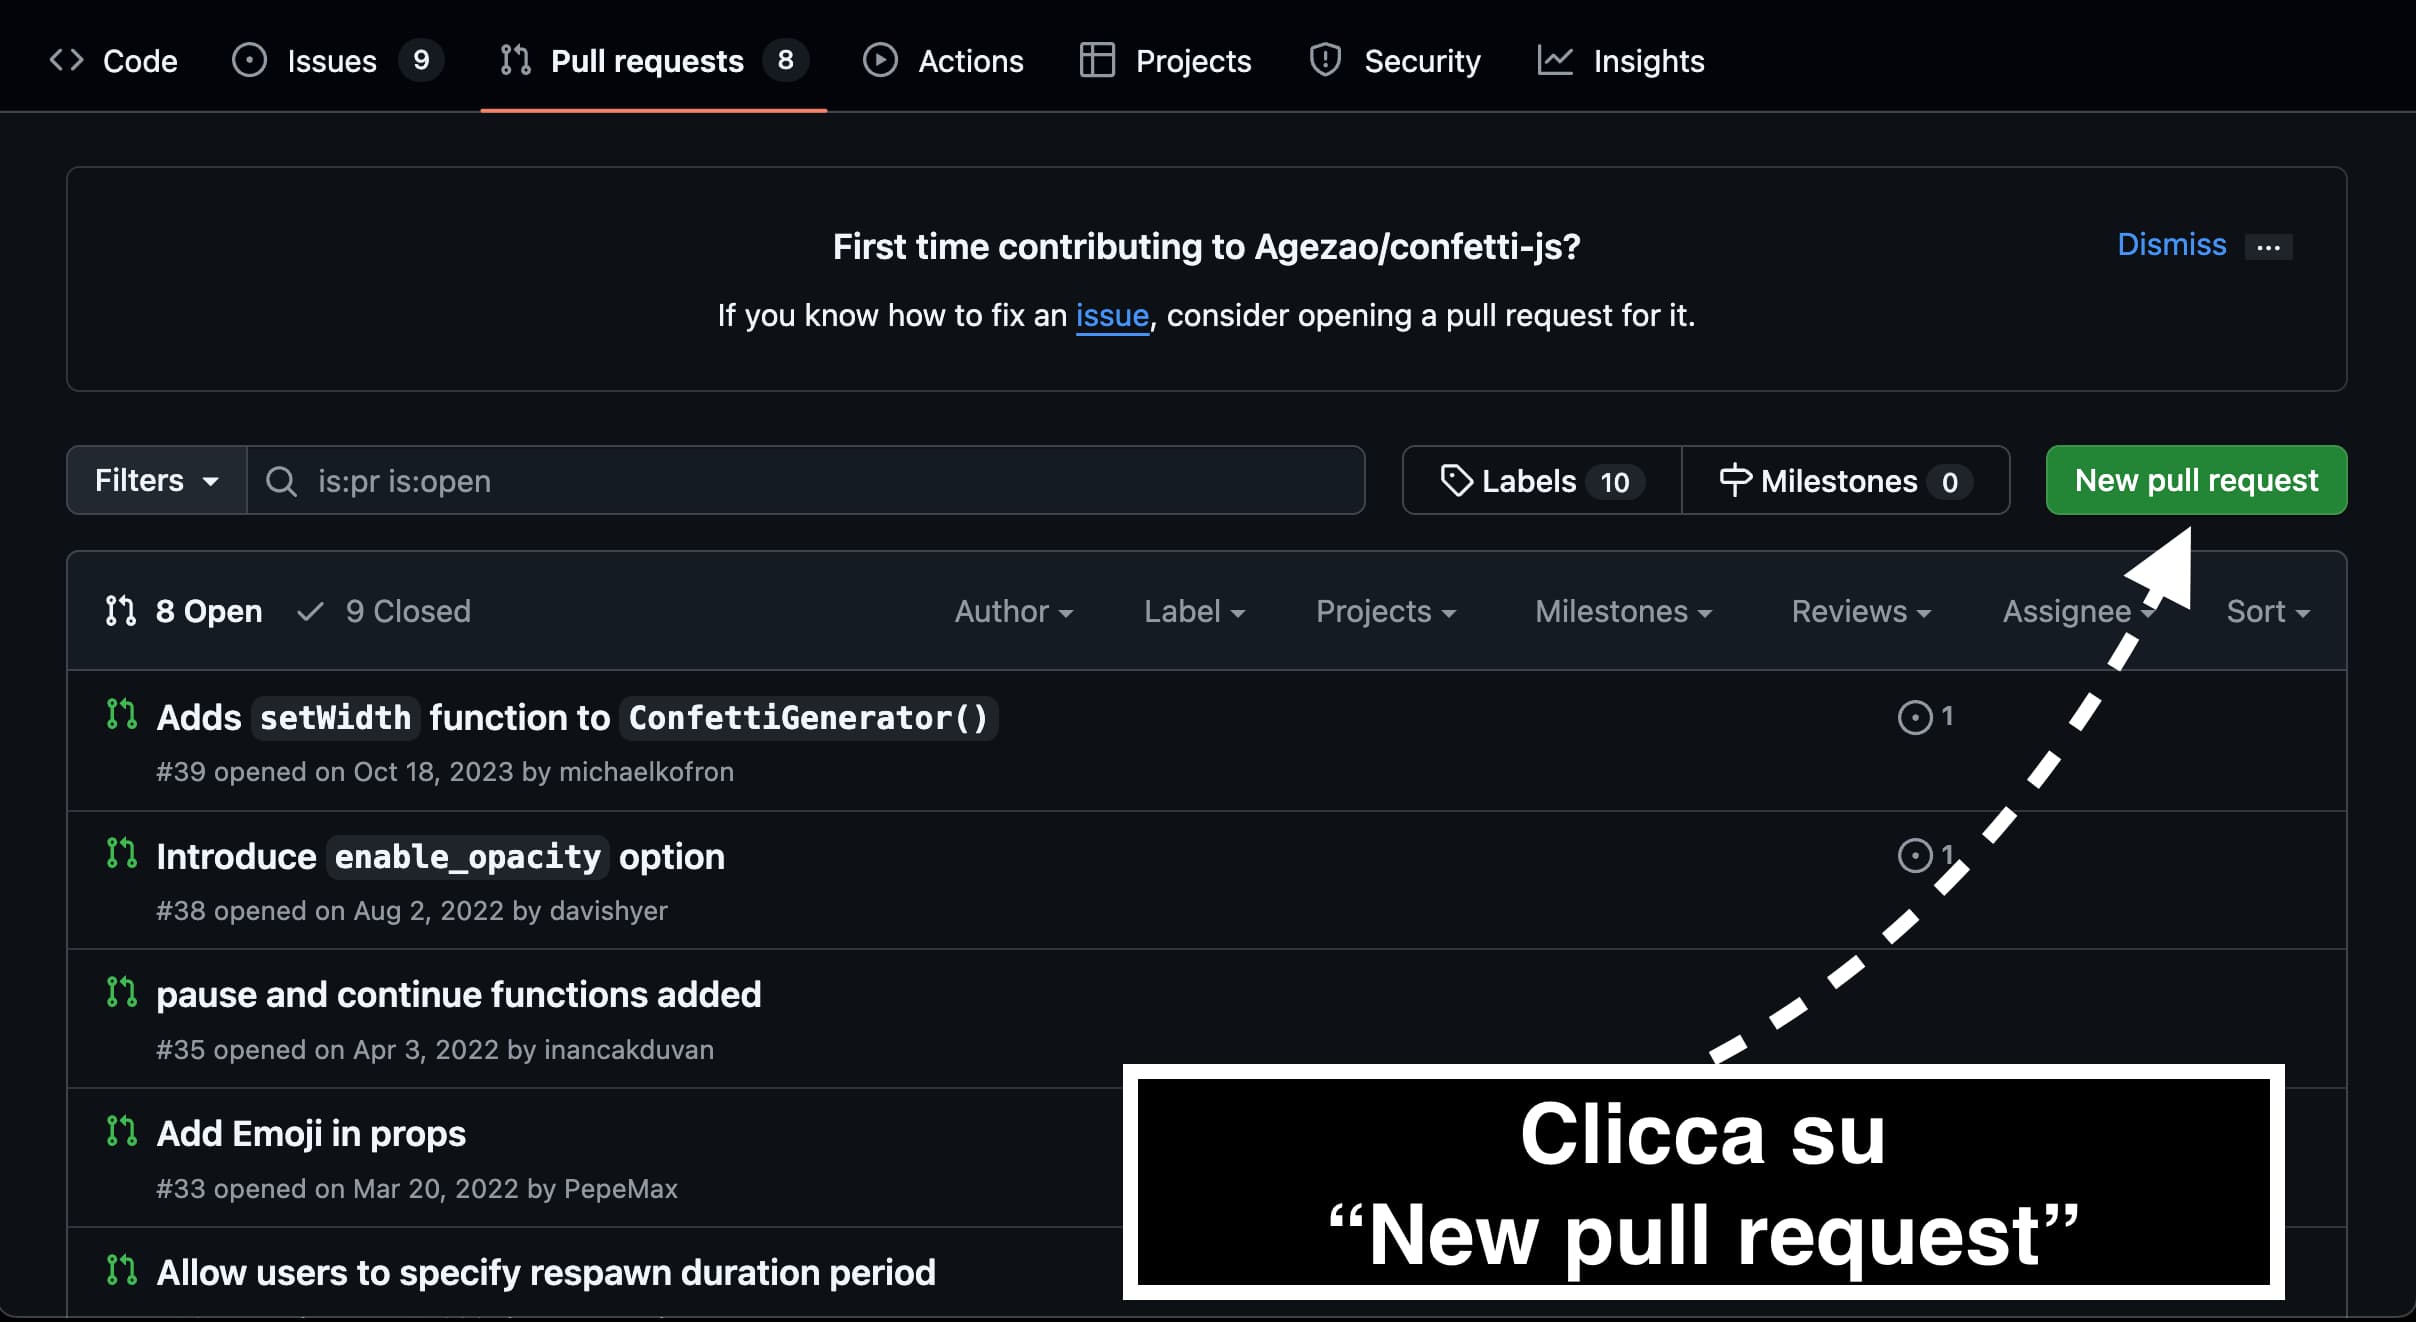 Code Issues 9 Pull requests 8 Actions Projects Security Insights
First time contributing to Agezao/confetti-js?
Dismiss ...
If you know how to fix an issue, consider opening a pull request for it.
Filters is:pr is:open Labels 10 Milestones 0 New pull request
8 Open 9 Closed Author Label Projects Milestones Reviews Assignee Sort
Adds setWidth function to ConfettiGenerator() 1
#39 opened on Oct 18, 2023 by michaelkofron
Introduce enable_opacity option 1
#38 opened on Aug 2, 2022 by davishyer
pause and continue functions added
#35 opened on Apr 3, 2022 by inancakduvan
Add Emoji in props
#33 opened on Mar 20, 2022 by PepeMax
Allow users to specify respawn duration period
Clicca su
“New pull request”